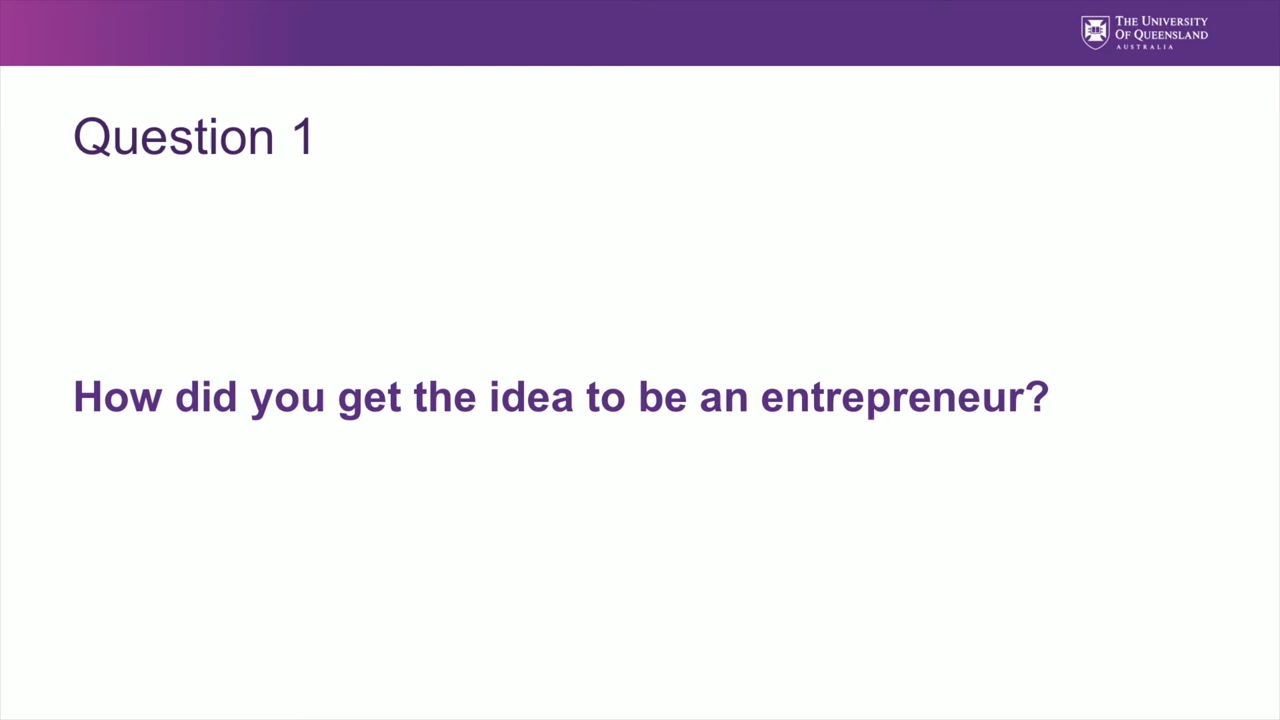 THE UNIVERSITY
OF QUEENSLAND
AUSTRALIA
Question 1
How did you get the idea to be an entrepreneur?